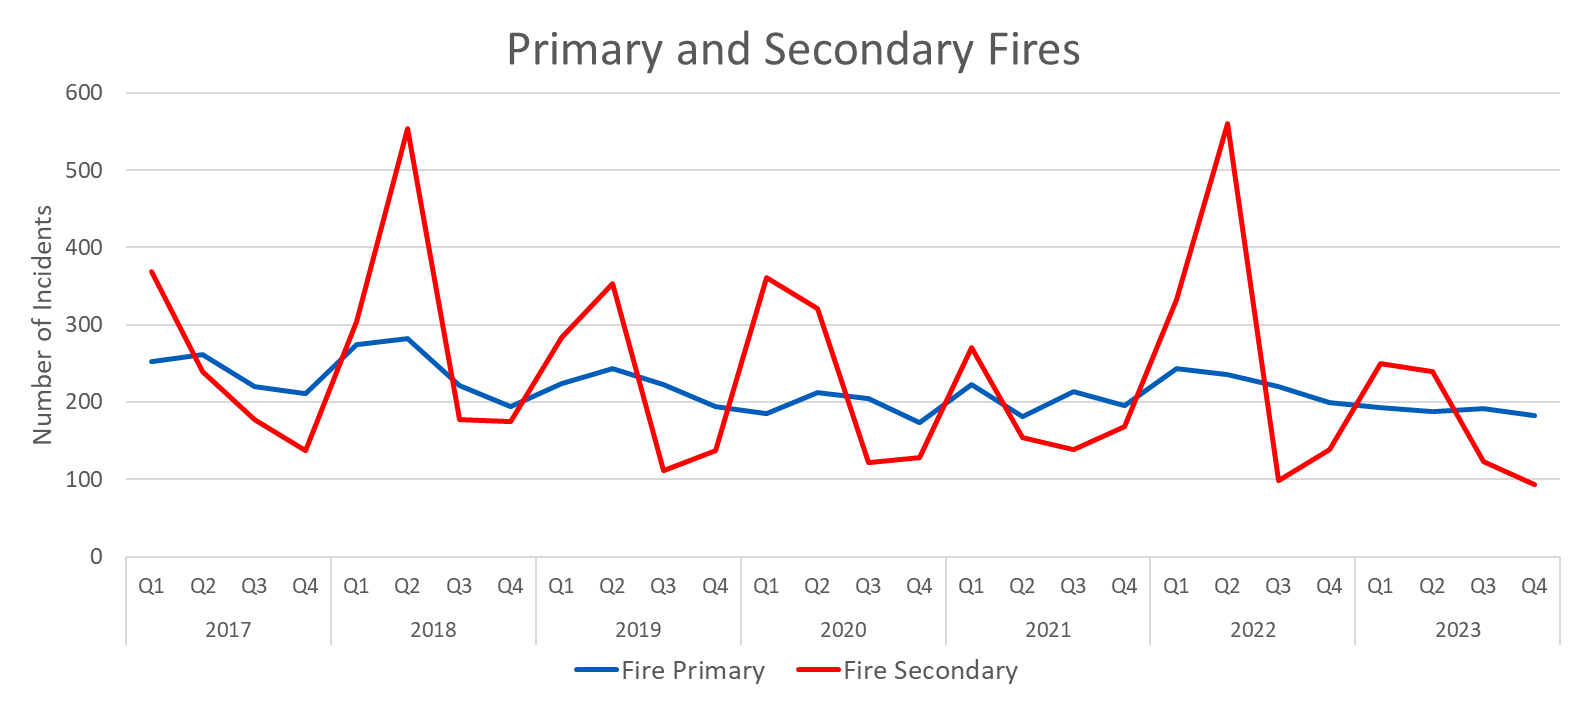 Primary and Secondary Fires
600
500
400
300
200
100
0
Number of Incidents
Q1 Q2 Q3 Q4 Q1 Q2 Q3 Q4 Q1 Q2 Q3 Q4 Q1 Q2 Q3 Q4 Q1 Q2 Q3 Q4 Q1 Q2 Q3 Q4 Q1 Q2 Q3 Q4
2017 2018 2019 2020 2021 2022 2023
Fire Primary Fire Secondary